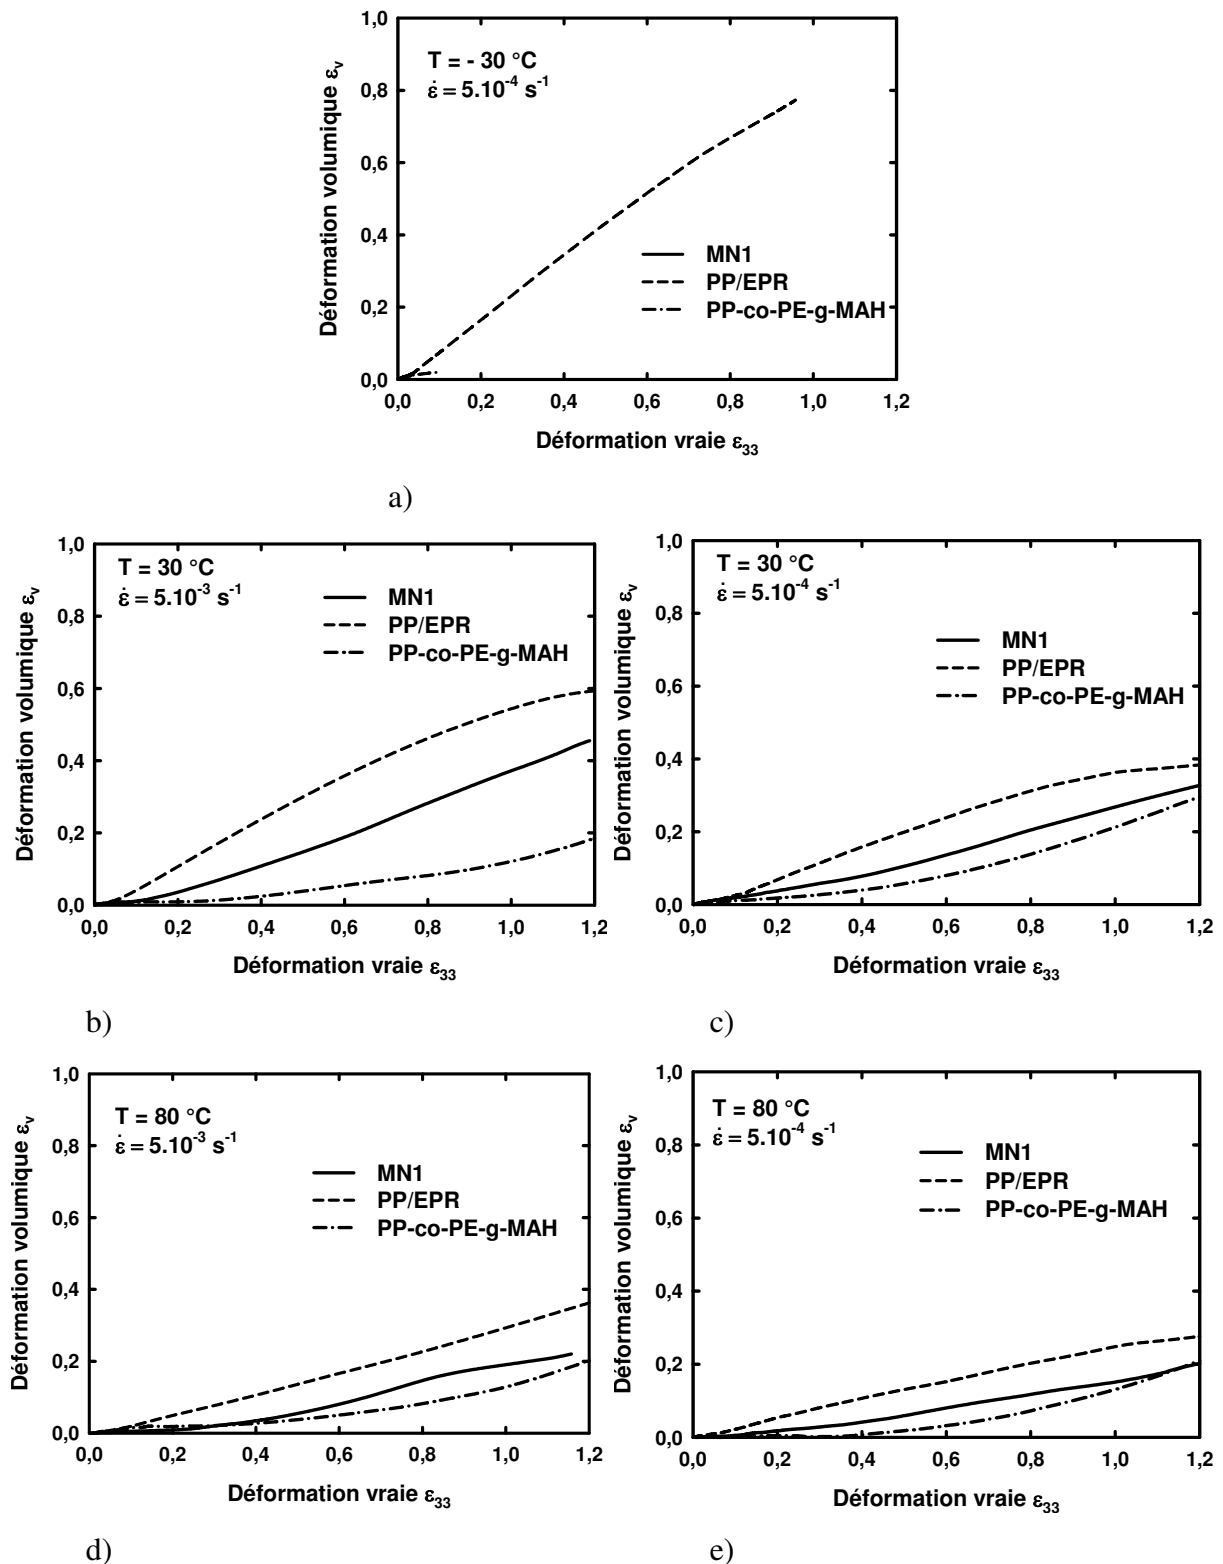 1,0
0,8
0,6
0,4
0,2
0,0
Déformation volumique εv
T = - 30 °C
ε̇ = 5.10-4 s-1
MN1
PP/EPR
PP-co-PE-g-MAH
0,0 0,2 0,4 0,6 0,8 1,0 1,2
Déformation vraie ε33
a)
1,0
0,8
0,6
0,4
0,2
0,0
Déformation volumique εv
T = 30 °C
ε̇ = 5.10-3 s-1
MN1
PP/EPR
PP-co-PE-g-MAH
0,0 0,2 0,4 0,6 0,8 1,0 1,2
Déformation vraie ε33
b)
1,0
0,8
0,6
0,4
0,2
0,0
Déformation volumique εv
T = 30 °C
ε̇ = 5.10-4 s-1
MN1
PP/EPR
PP-co-PE-g-MAH
0,0 0,2 0,4 0,6 0,8 1,0 1,2
Déformation vraie ε33
c)
1,0
0,8
0,6
0,4
0,2
0,0
Déformation volumique εv
T = 80 °C
ε̇ = 5.10-3 s-1
MN1
PP/EPR
PP-co-PE-g-MAH
0,0 0,2 0,4 0,6 0,8 1,0 1,2
Déformation vraie ε33
d)
1,0
0,8
0,6
0,4
0,2
0,0
Déformation volumique εv
T = 80 °C
ε̇ = 5.10-4 s-1
MN1
PP/EPR
PP-co-PE-g-MAH
0,0 0,2 0,4 0,6 0,8 1,0 1,2
Déformation vraie ε33
e)